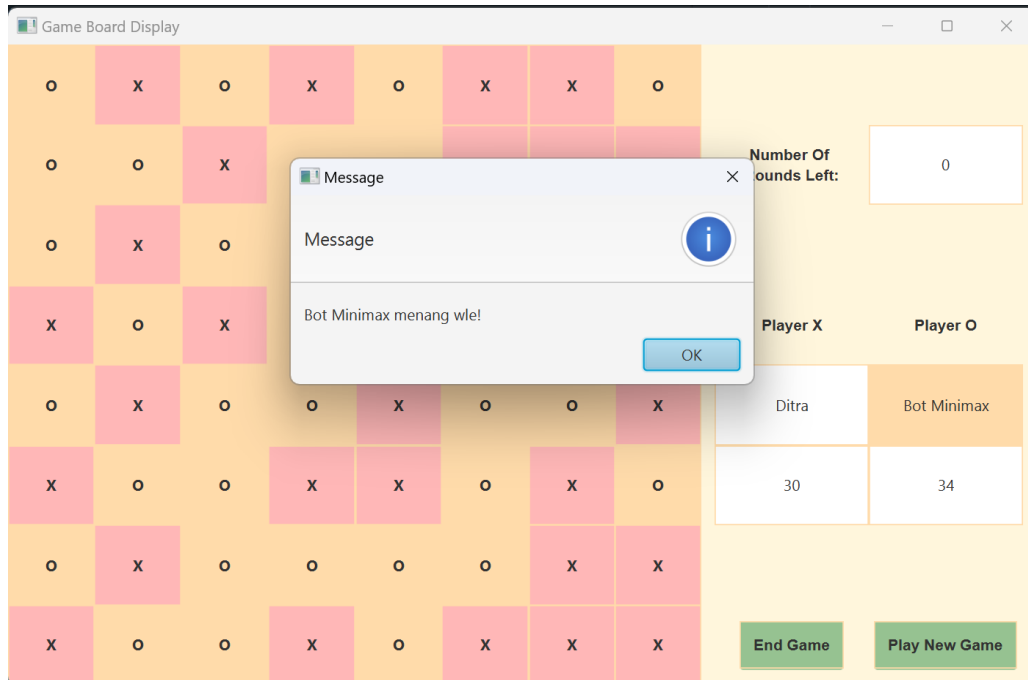 Game Board Display
O X O X O X X O
O O X
Number Of
ounds Left:
0
Message
Message
Bot Minimax menang wle!
OK
O X O
X O X
Player X Player O
O X O O X O O X
Ditra Bot Minimax
X O O X X O X O
30 34
O X O O O O X X
X O O X O X X X
End Game Play New Game